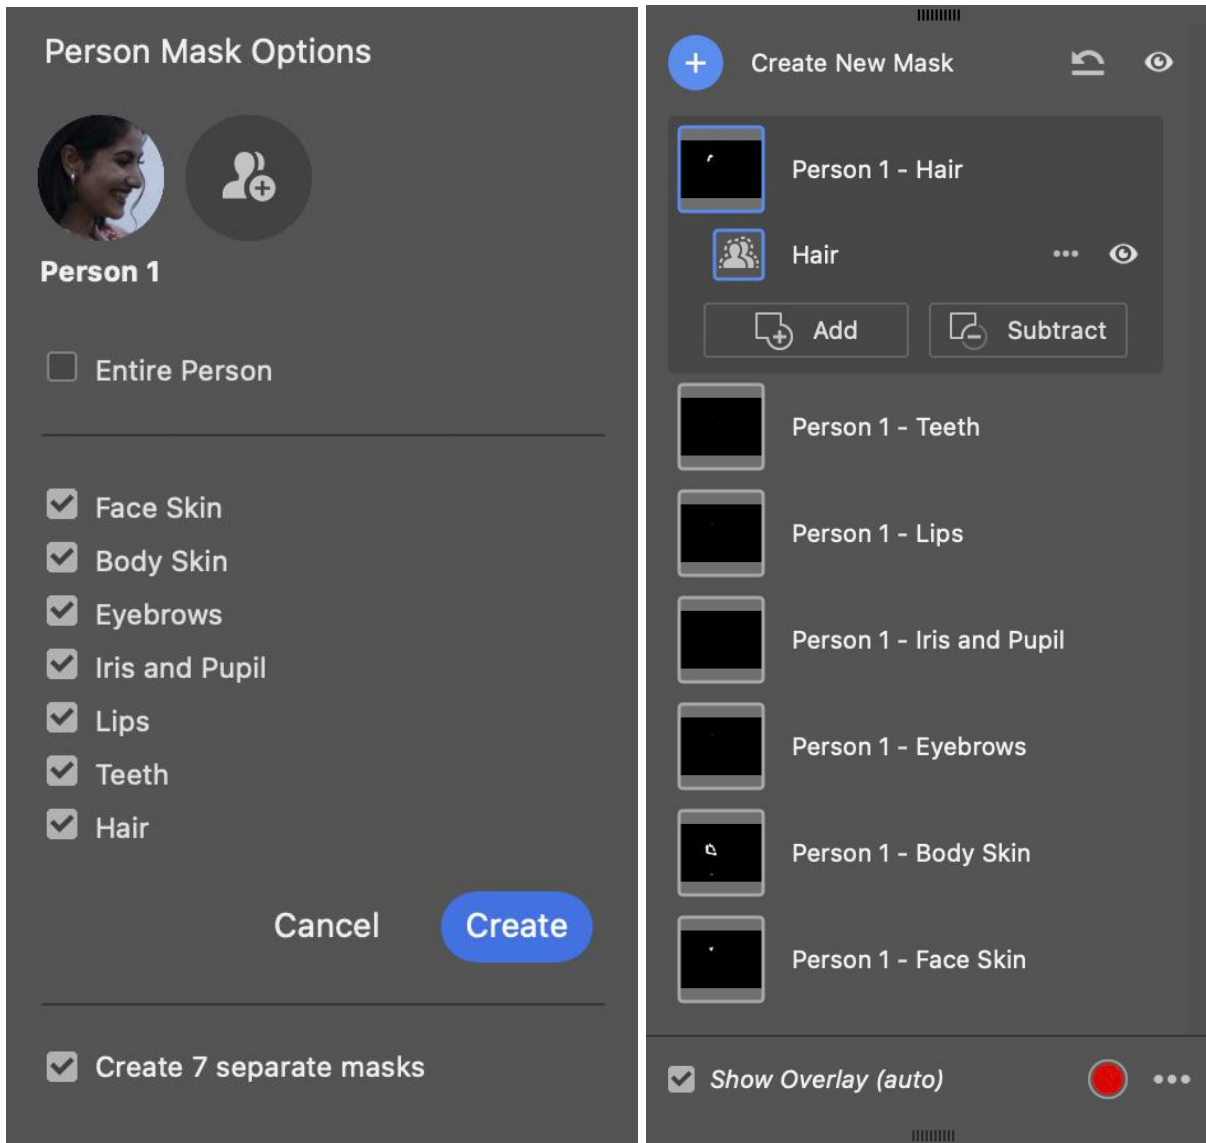 Person Mask Options
Person 1
Entire Person
Face Skin
Body Skin
Eyebrows
Iris and Pupil
Lips
Teeth
Hair
Cancel
Create
Create 7 separate masks
Create New Mask
Person 1 - Hair
Hair
Add
Subtract
Person 1 - Teeth
Person 1 - Lips
Person 1 - Iris and Pupil
Person 1 - Eyebrows
Person 1 - Body Skin
Person 1 - Face Skin
Show Overlay (auto)